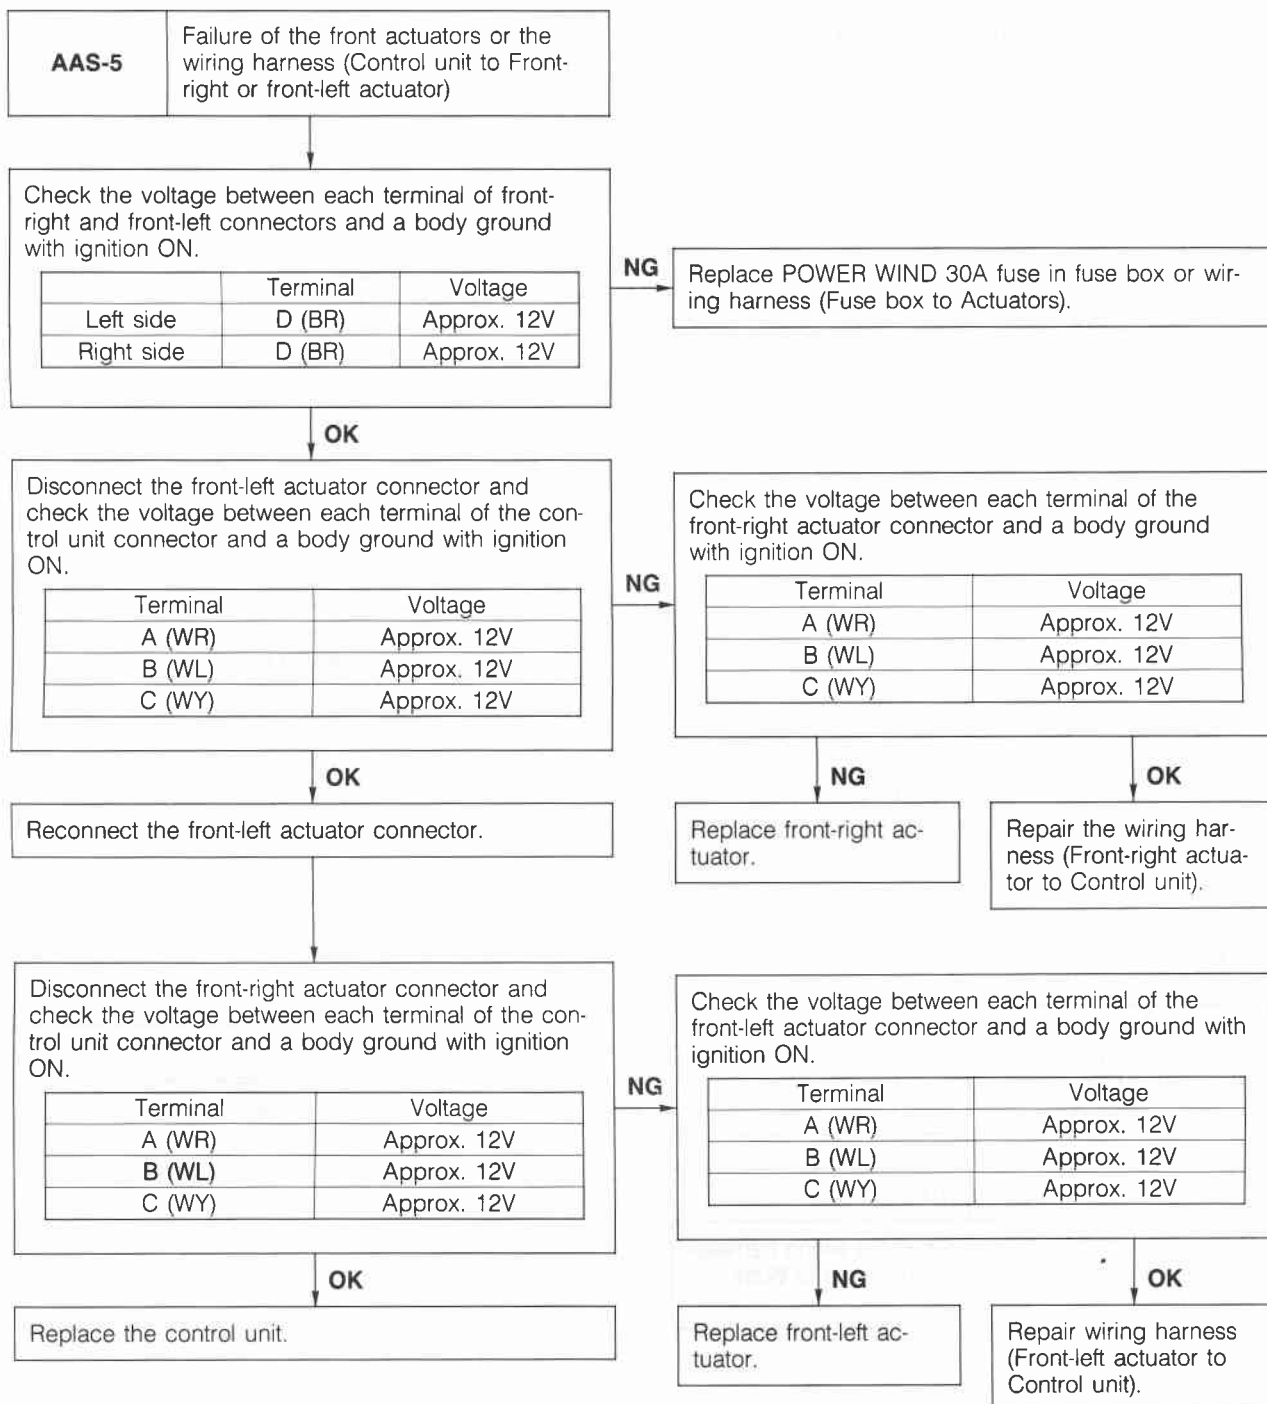 AAS-5
Failure of the front actuators or the
wiring harness (Control unit to Front-
right or front-left actuator)
Check the voltage between each terminal of front-
right and front-left connectors and a body ground
with ignition ON.
Terminal Voltage
Left side D (BR) Approx. 12V
Right side D (BR) Approx. 12V
NG
Replace POWER WIND 30A fuse in fuse box or wir-
ing harness (Fuse box to Actuators).
OK
Disconnect the front-left actuator connector and
check the voltage between each terminal of the con-
trol unit connector and a body ground with ignition
ON.
Terminal Voltage
A (WR) Approx. 12V
B (WL) Approx. 12V
C (WY) Approx. 12V
NG
Check the voltage between each terminal of the
front-right actuator connector and a body ground
with ignition ON.
Terminal Voltage
A (WR) Approx. 12V
B (WL) Approx. 12V
C (WY) Approx. 12V
OK
NG
OK
Reconnect the front-left actuator connector.
Replace front-right ac-
tuator.
Repair the wiring har-
ness (Front-right actua-
tor to Control unit).
Disconnect the front-right actuator connector and
check the voltage between each terminal of the con-
trol unit connector and a body ground with ignition
ON.
Terminal Voltage
A (WR) Approx. 12V
B (WL) Approx. 12V
C (WY) Approx. 12V
NG
Check the voltage between each terminal of the
front-left actuator connector and a body ground with
ignition ON.
Terminal Voltage
A (WR) Approx. 12V
B (WL) Approx. 12V
C (WY) Approx. 12V
OK
NG
OK
Replace the control unit.
Replace front-left ac-
tuator.
Repair wiring harness
(Front-left actuator to
Control unit).